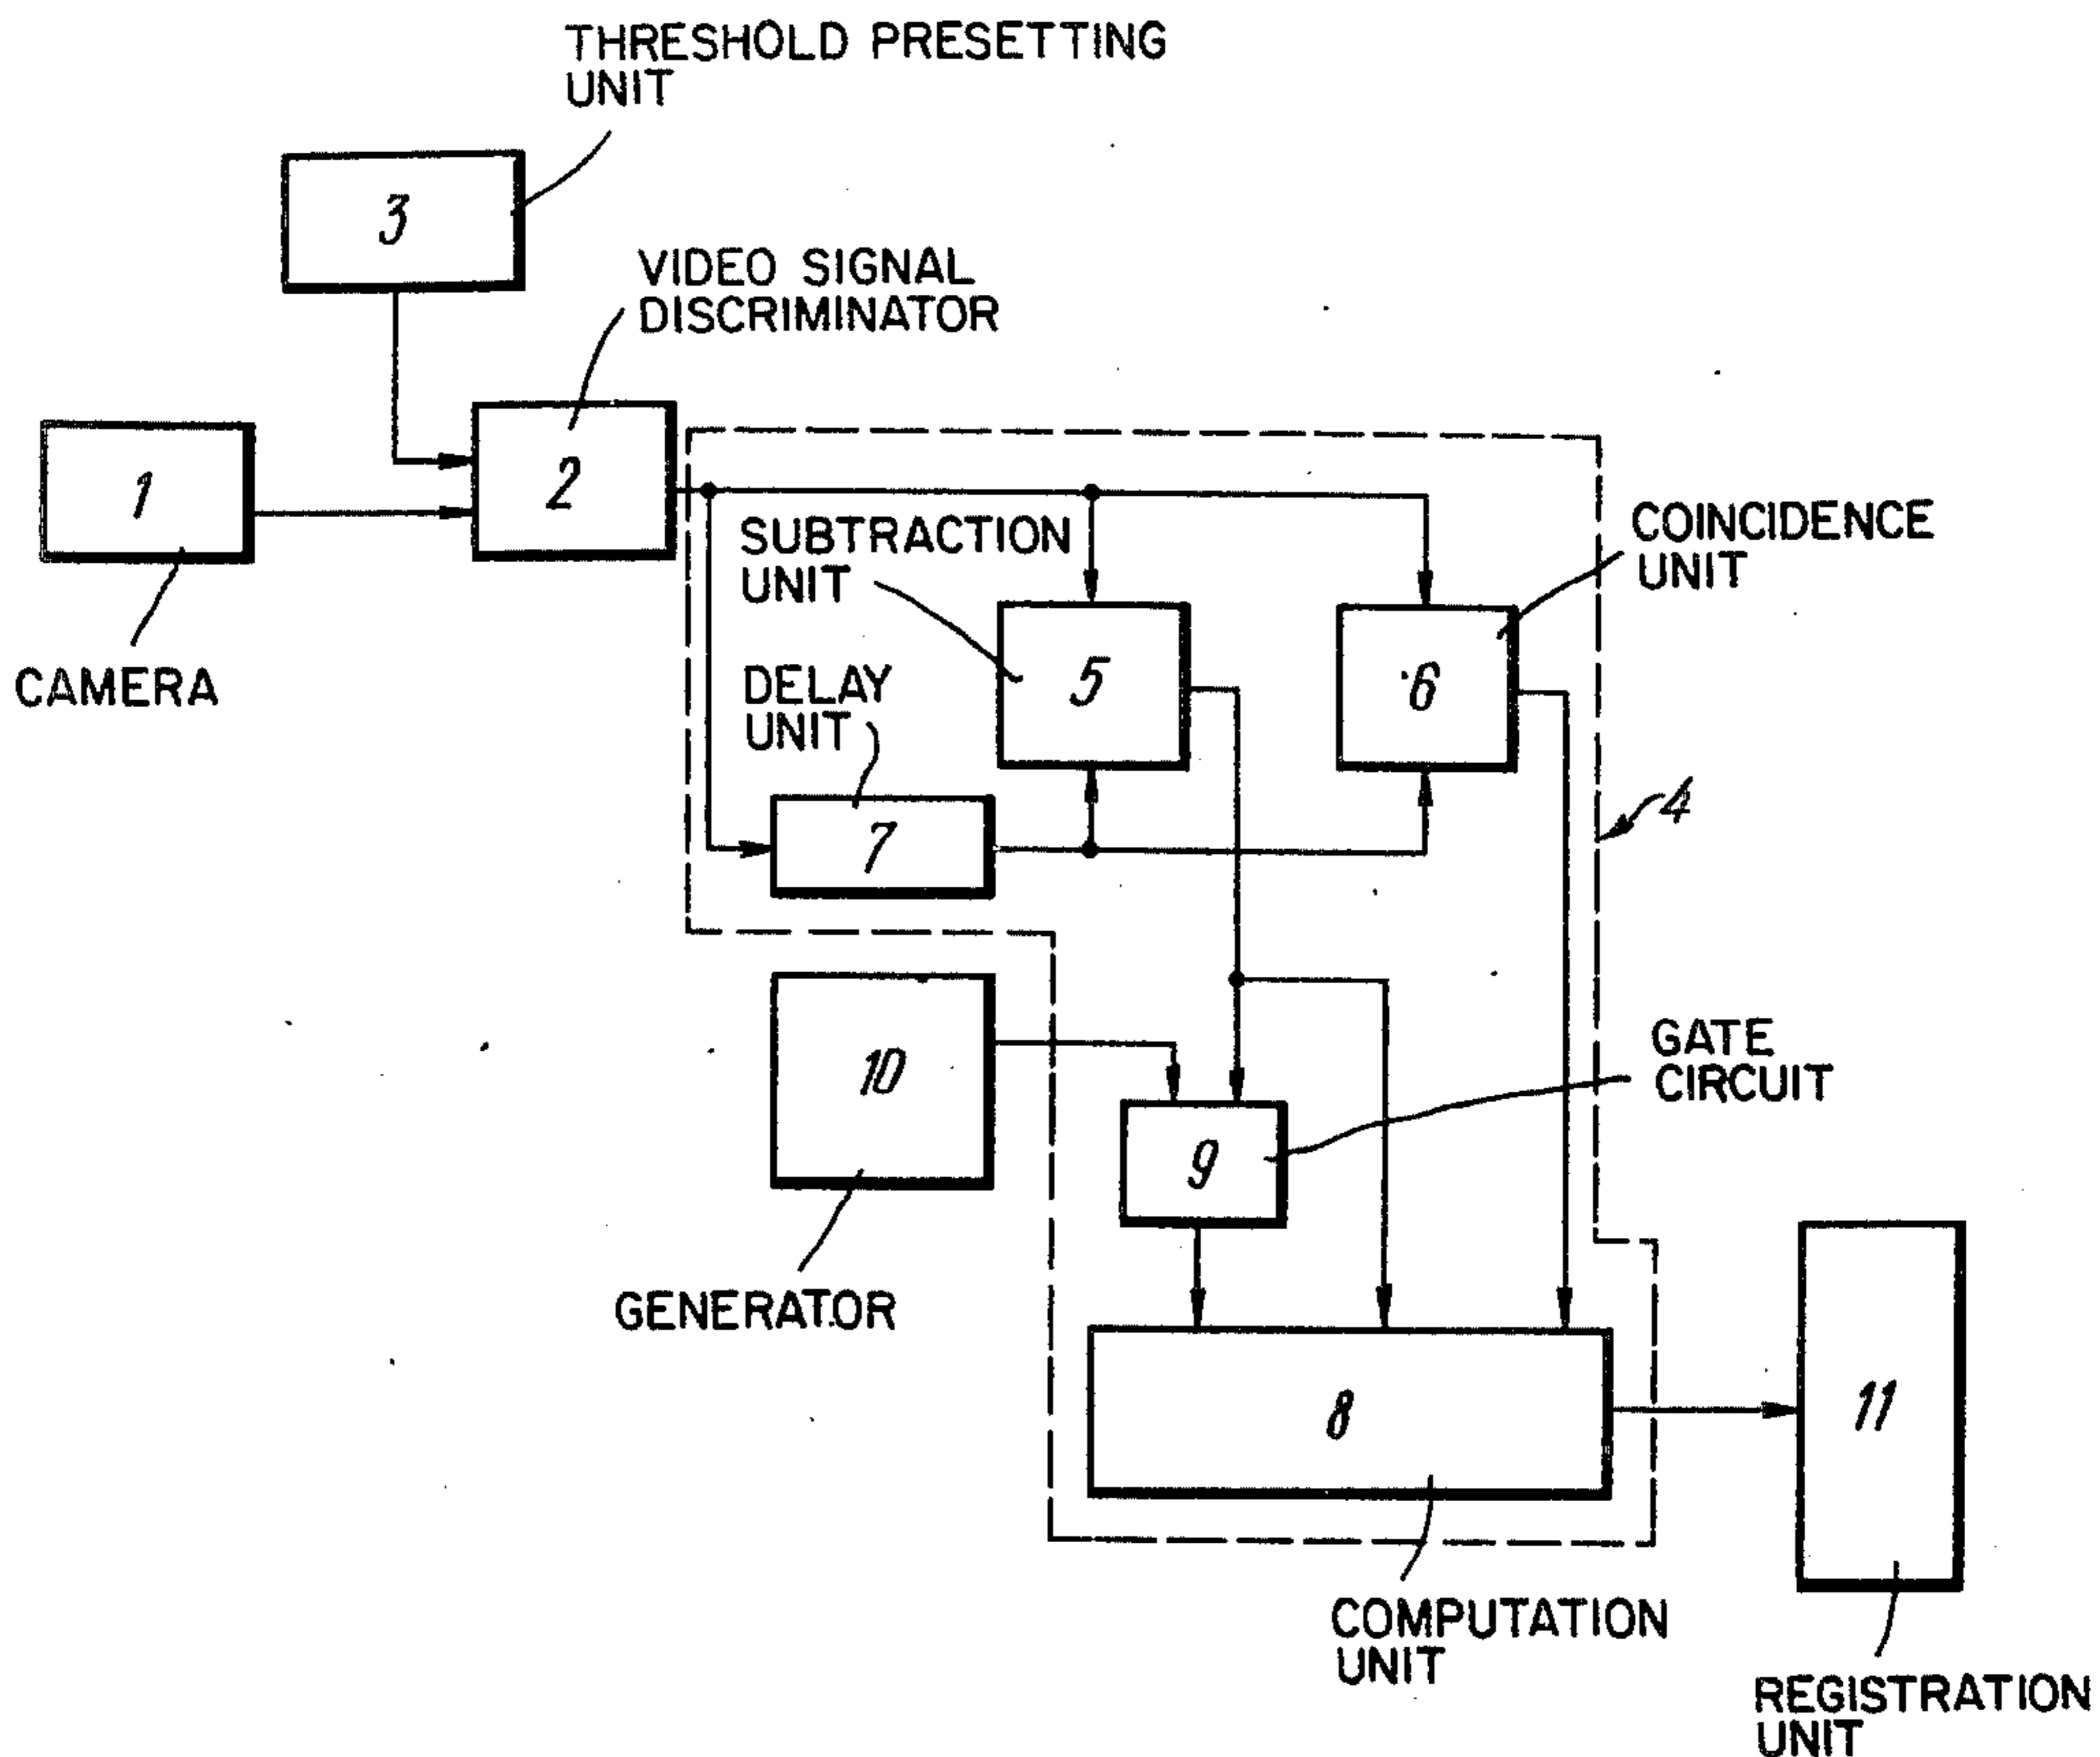 THRESHOLD PRESETTING
UNIT
3
VIDEO SIGNAL
DISCRIMINATOR
1
2
CAMERA
SUBTRACTION
UNIT
COINCIDENCE
UNIT
5
6
DELAY
UNIT
7
4
10
GATE
CIRCUIT
9
GENERATOR
8
11
COMPUTATION
UNIT
REGISTRATION
UNIT